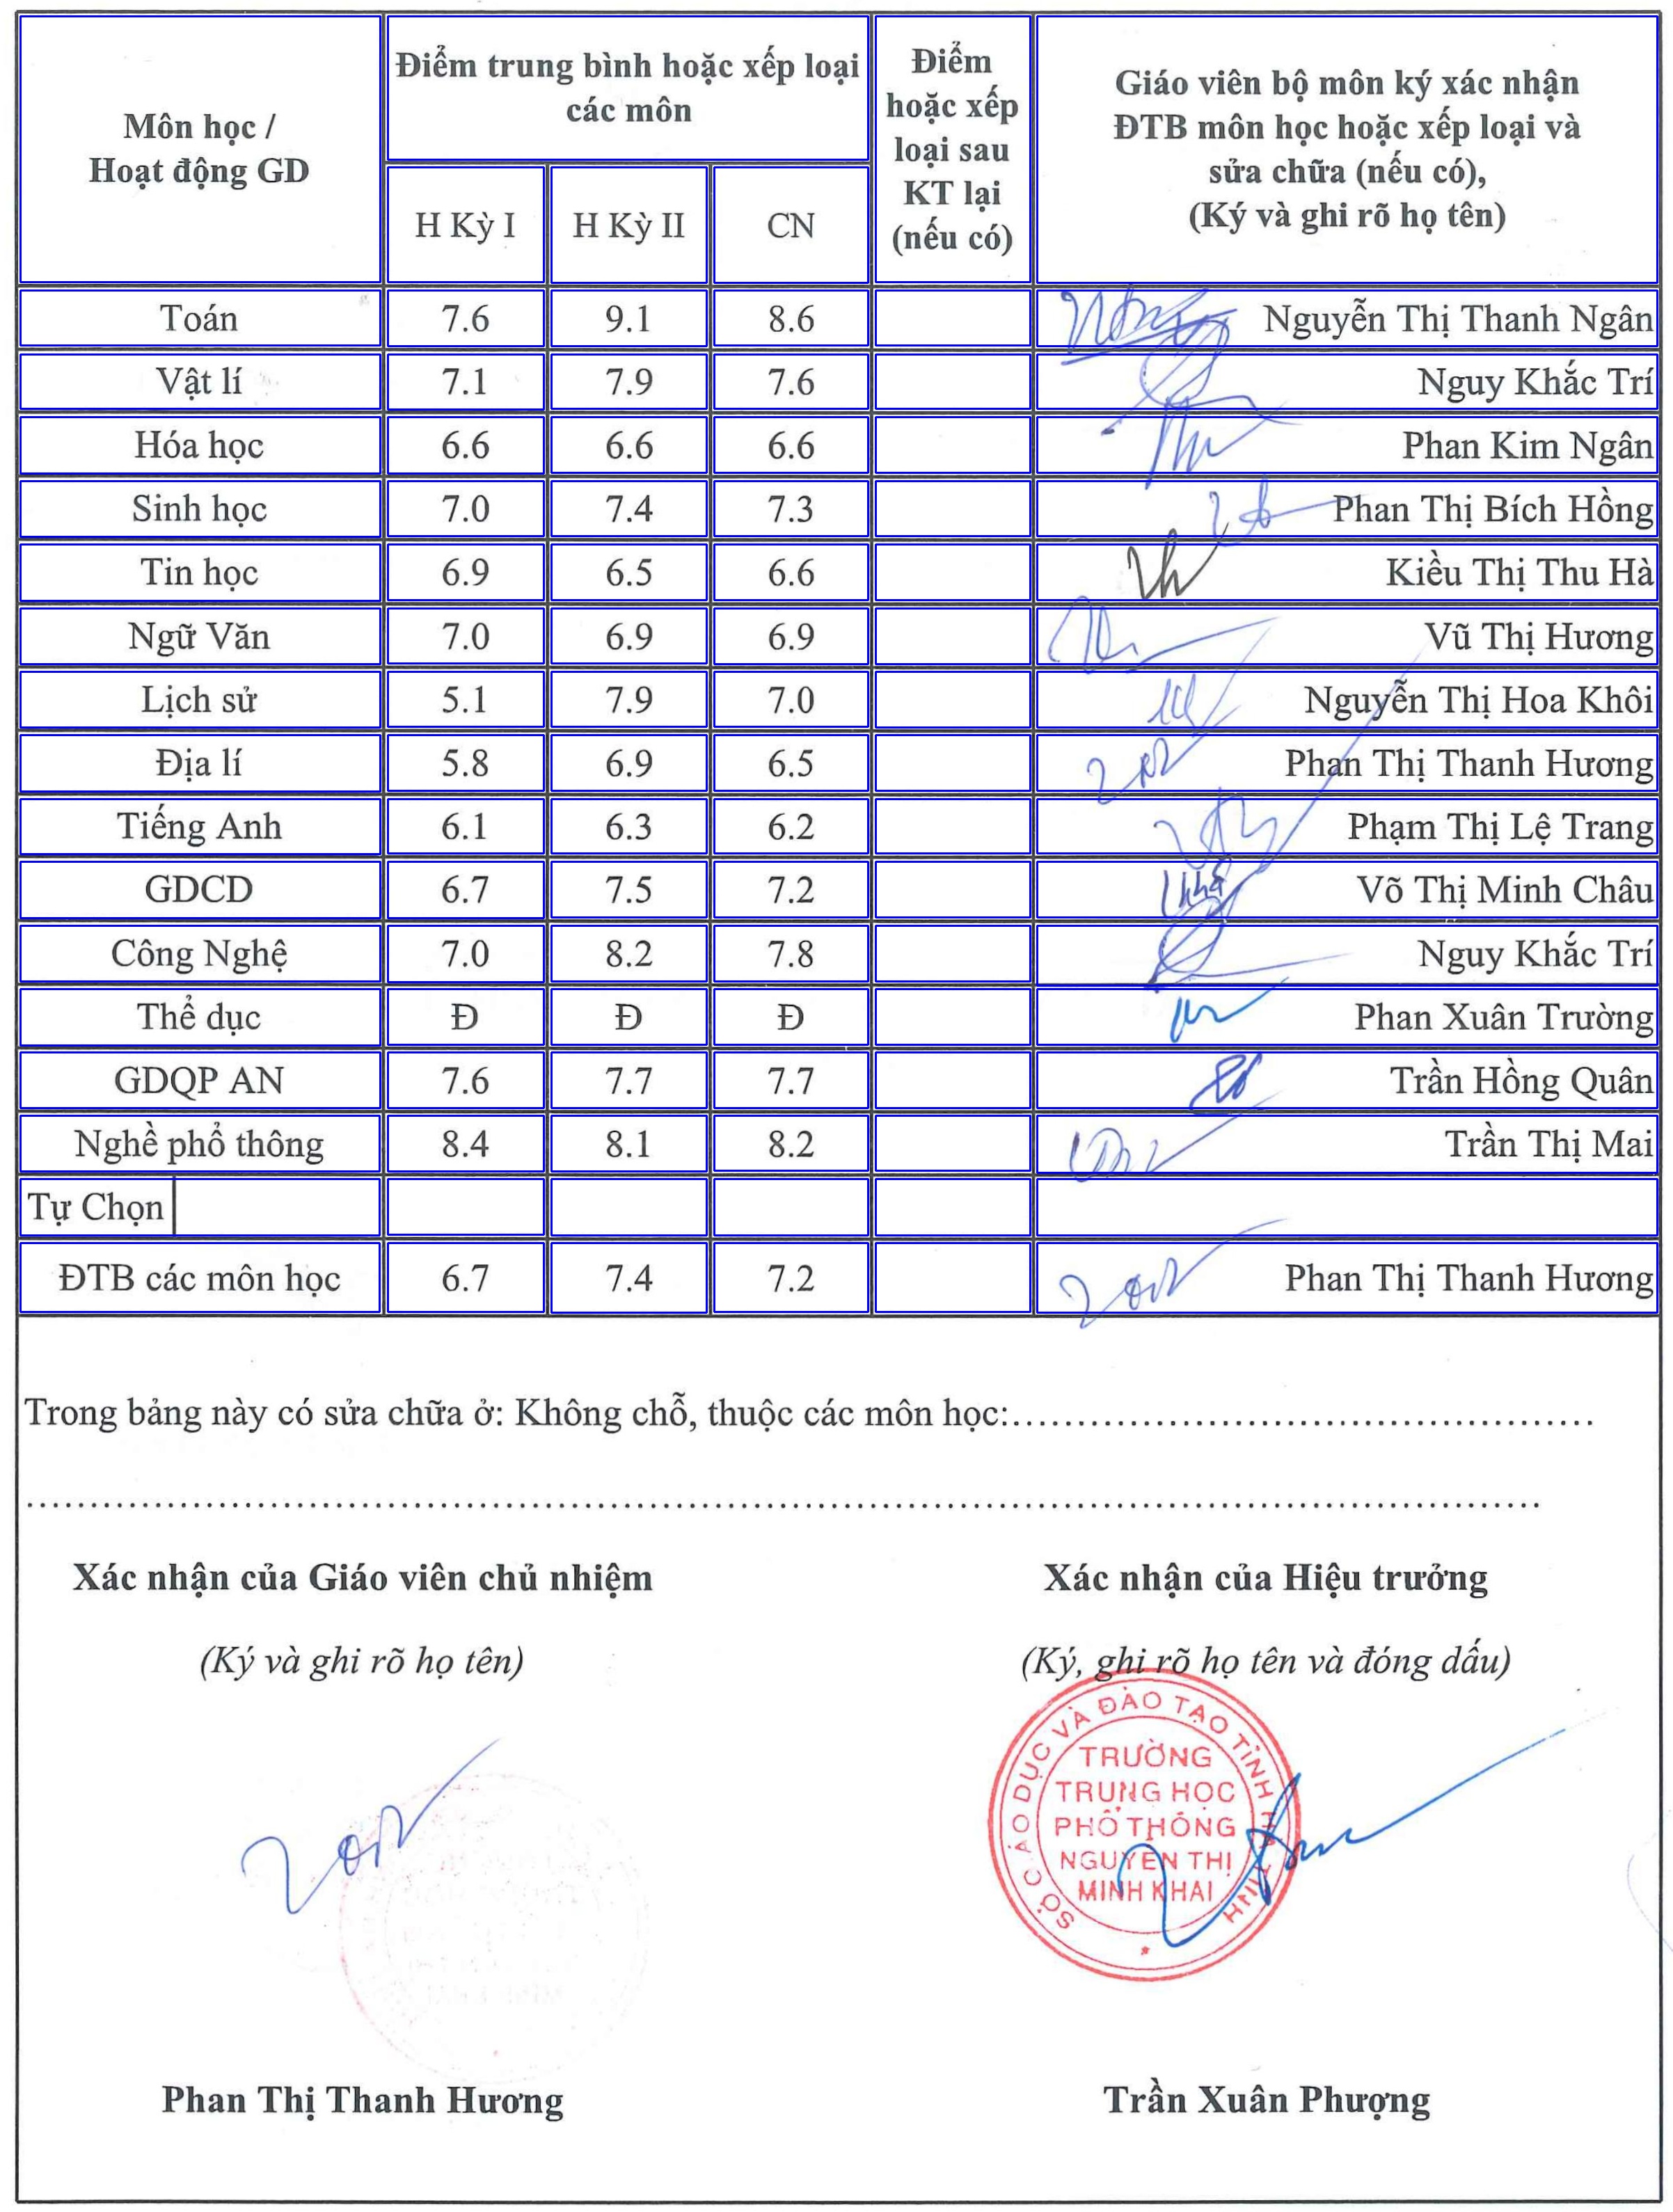 Môn học /
Hoạt động GD
Điểm trung bình hoặc xếp loại
các môn
H Kỳ I H Kỳ II CN
Điểm
hoặc xếp
loại sau
KT lại
(nếu có)
Giáo viên bộ môn ký xác nhận
ĐTB môn học hoặc xếp loại và
sửa chữa (nếu có),
(Ký và ghi rõ họ tên)
Toán 7.6 9.1 8.6 Nguyễn Thị Thanh Ngân
Vật lí 7.1 7.9 7.6 Nguy Khắc Trí
Hóa học 6.6 6.6 6.6 Phan Kim Ngân
Sinh học 7.0 7.4 7.3 Phan Thị Bích Hồng
Tin học 6.9 6.5 6.6 Kiều Thị Thu Hà
Ngữ Văn 7.0 6.9 6.9 Vũ Thị Hương
Lịch sử 5.1 7.9 7.0 Nguyễn Thị Hoa Khôi
Địa lí 5.8 6.9 6.5 Phan Thị Thanh Hương
Tiếng Anh 6.1 6.3 6.2 Phạm Thị Lệ Trang
GDCD 6.7 7.5 7.2 Võ Thị Minh Châu
Công Nghệ 7.0 8.2 7.8 Nguy Khắc Trí
Thể dục Đ Đ Đ Phan Xuân Trường
GDQP AN 7.6 7.7 7.7 Trần Hồng Quân
Nghề phổ thông 8.4 8.1 8.2 Trần Thị Mai
Tự Chọn
ĐTB các môn học 6.7 7.4 7.2 Phan Thị Thanh Hương
Trong bảng này có sửa chữa ở: Không chỗ, thuộc các môn học:.............................................
Xác nhận của Giáo viên chủ nhiệm
(Ký và ghi rõ họ tên)
Phan Thị Thanh Hương
Xác nhận của Hiệu trưởng
(Ký, ghi rõ họ tên và đóng dấu)
SỞ GIÁO DỤC VÀ ĐÀO TẠO TỈNH HÀ TĨNH
TRƯỜNG
TRUNG HỌC
PHỔ THÔNG
NGUYỄN THỊ
MINH KHAI
Trần Xuân Phượng